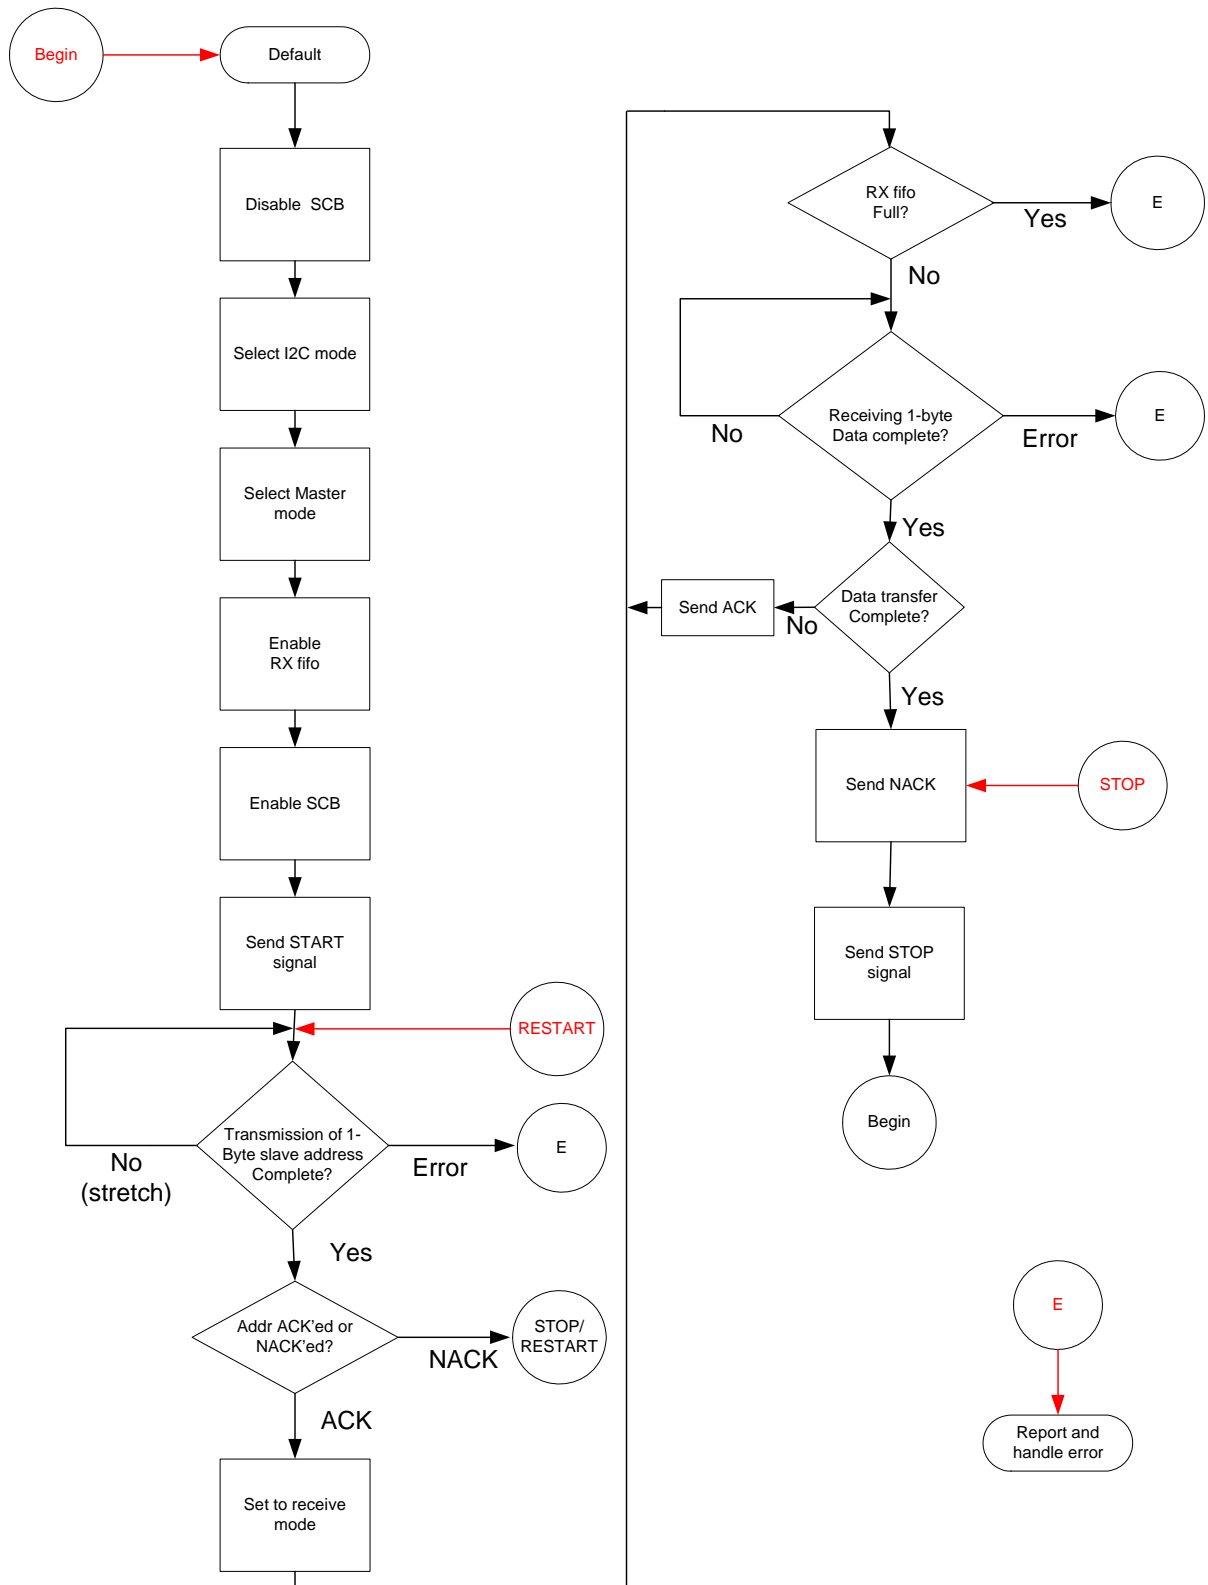 Begin
Default
Disable  SCB
Select I2C mode
Select Master
mode
Enable
RX fifo
Enable SCB
Send START
signal
RESTART
Transmission of 1-
Byte slave address
Complete?
No
(stretch)
Error
E
Yes
Addr ACK'ed or
NACK'ed?
NACK
STOP/
RESTART
ACK
Set to receive
mode
RX fifo
Full?
Yes
E
No
Receiving 1-byte
Data complete?
No
Error
E
Yes
Data transfer
Complete?
No
Send ACK
Yes
Send NACK
STOP
Send STOP
signal
Begin
E
Report and
handle error